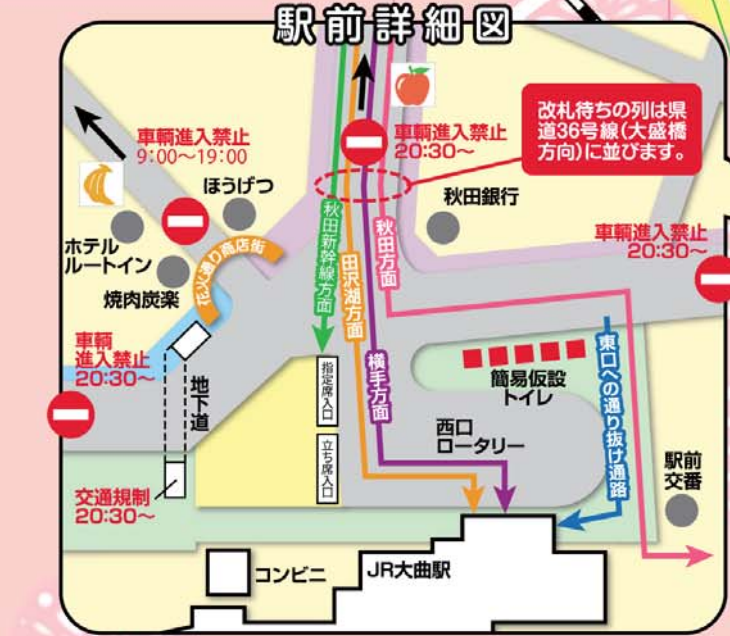 駅前詳細図
車輌進入禁止
9:00〜19:00
ほうげつ
ホテル
ルートイン
焼肉炭楽
花火通り商店街
車輌進入禁止
20:30〜
改札待ちの列は県
道36号線(大盛橋
方向)に並びます。
秋田銀行
車輌進入禁止
20:30〜
秋田新幹線方面
田沢湖方面
横手方面
秋田方面
車輌
進入禁止
20:30〜
地下道
指定席入口
立ち席入口
簡易仮設
トイレ
東口への通り抜け通路
西口
ロータリー
駅前
交番
交通規制
20:30〜
コンビニ
JR大曲駅